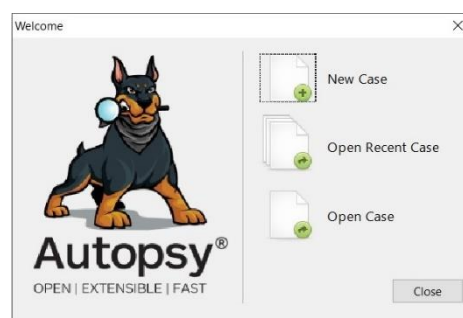 Welcome
New Case
Open Recent Case
Open Case
Autopsy®
OPEN | EXTENSIBLE | FAST
Close